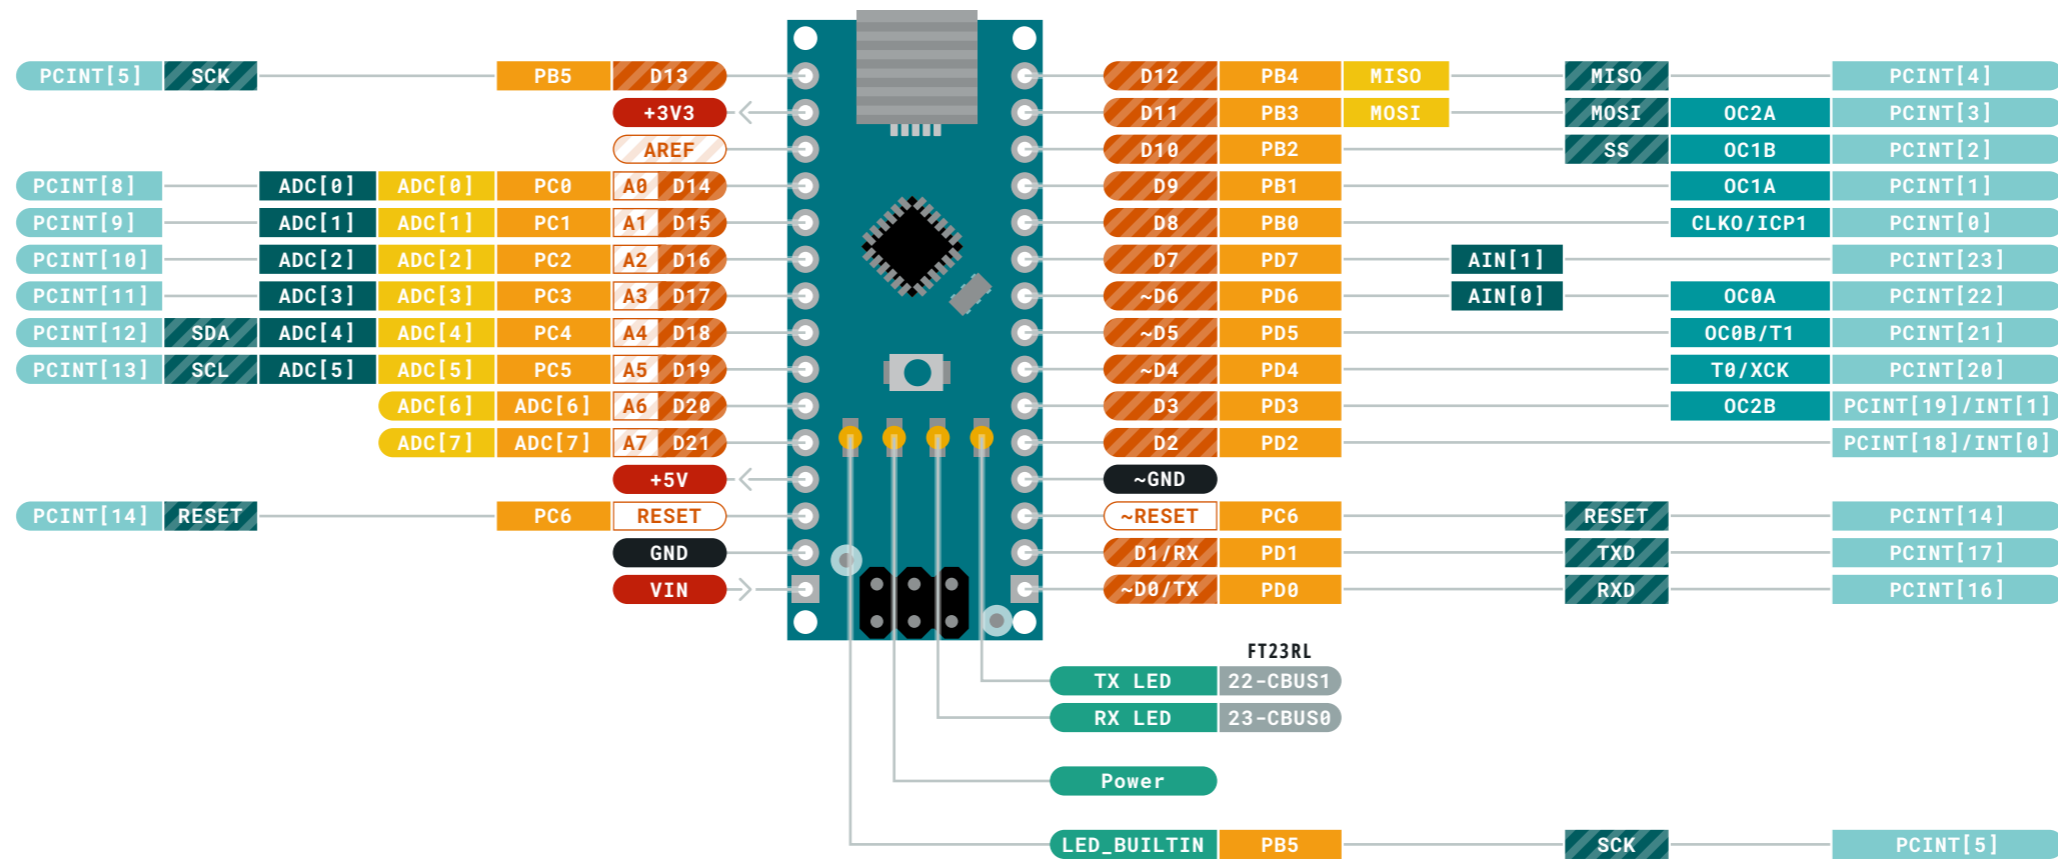 PCINT[5] SCK PB5 D13 D12 PB4 MISO MISO PCINT[4]
+3V3 D11 PB3 MOSI MOSI OC2A PCINT[3]
AREF D10 PB2 SS OC1B PCINT[2]
PCINT[8] ADC[0] ADC[0] PC0 A0 D14 D9 PB1 OC1A PCINT[1]
PCINT[9] ADC[1] ADC[1] PC1 A1 D15 D8 PB0 CLKO/ICP1 PCINT[0]
PCINT[10] ADC[2] ADC[2] PC2 A2 D16 D7 PD7 AIN[1] PCINT[23]
PCINT[11] ADC[3] ADC[3] PC3 A3 D17 ~D6 PD6 AIN[0] OC0A PCINT[22]
PCINT[12] SDA ADC[4] ADC[4] PC4 A4 D18 ~D5 PD5 OC0B/T1 PCINT[21]
PCINT[13] SCL ADC[5] ADC[5] PC5 A5 D19 ~D4 PD4 T0/XCK PCINT[20]
ADC[6] ADC[6] A6 D20 D3 PD3 OC2B PCINT[19]/INT[1]
ADC[7] ADC[7] A7 D21 D2 PD2 PCINT[18]/INT[0]
+5V ~GND
PCINT[14] RESET PC6 RESET ~RESET PC6 RESET PCINT[14]
GND D1/RX PD1 TXD PCINT[17]
VIN ~D0/TX PD0 RXD PCINT[16]
FT23RL
TX LED 22-CBUS1
RX LED 23-CBUS0
Power
LED_BUILTIN PB5 SCK PCINT[5]